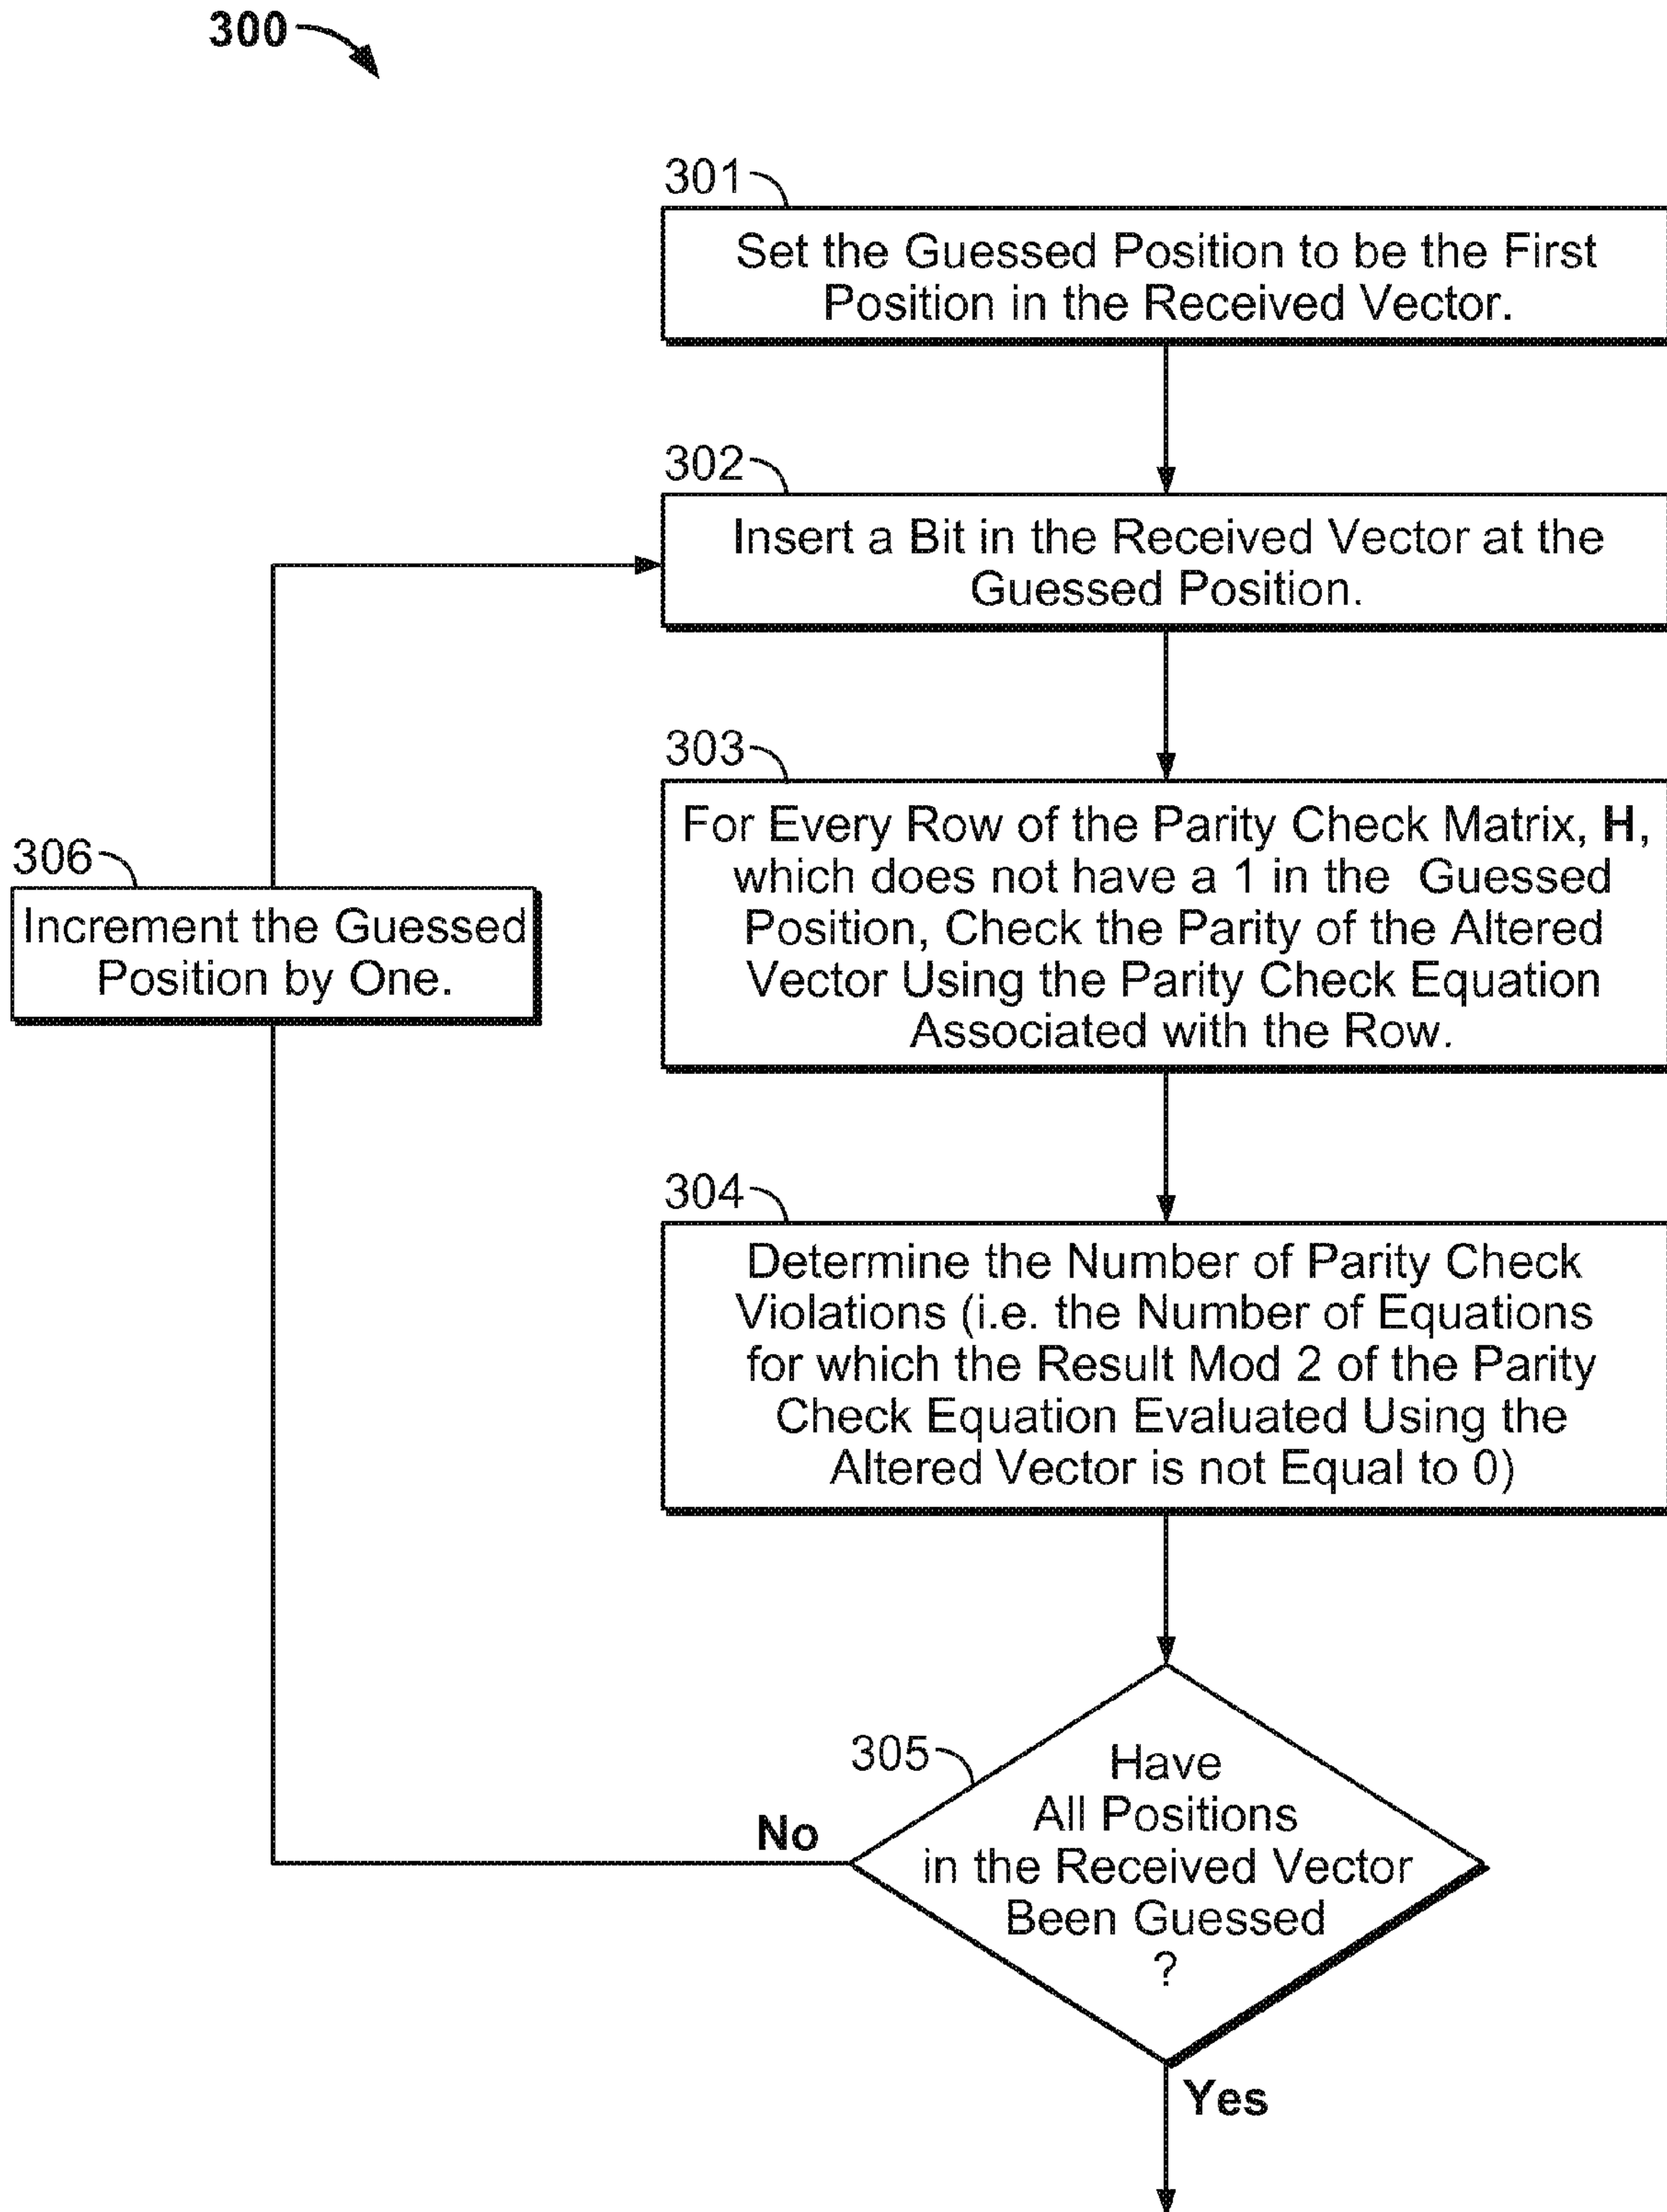 300
301
Set the Guessed Position to be the First
Position in the Received Vector.
302
Insert a Bit in the Received Vector at the
Guessed Position.
303
For Every Row of the Parity Check Matrix, H,
which does not have a 1 in the Guessed
Position, Check the Parity of the Altered
Vector Using the Parity Check Equation
Associated with the Row.
306
Increment the Guessed
Position by One.
304
Determine the Number of Parity Check
Violations (i.e. the Number of Equations
for which the Result Mod 2 of the Parity
Check Equation Evaluated Using the
Altered Vector is not Equal to 0)
305
Have
All Positions
in the Received Vector
Been Guessed
?
No
Yes